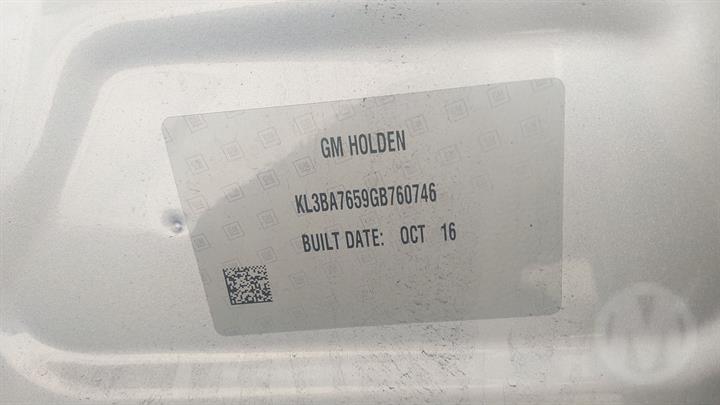 GM HOLDEN
KL3BA7659GB760746
BUILT DATE: OCT 16